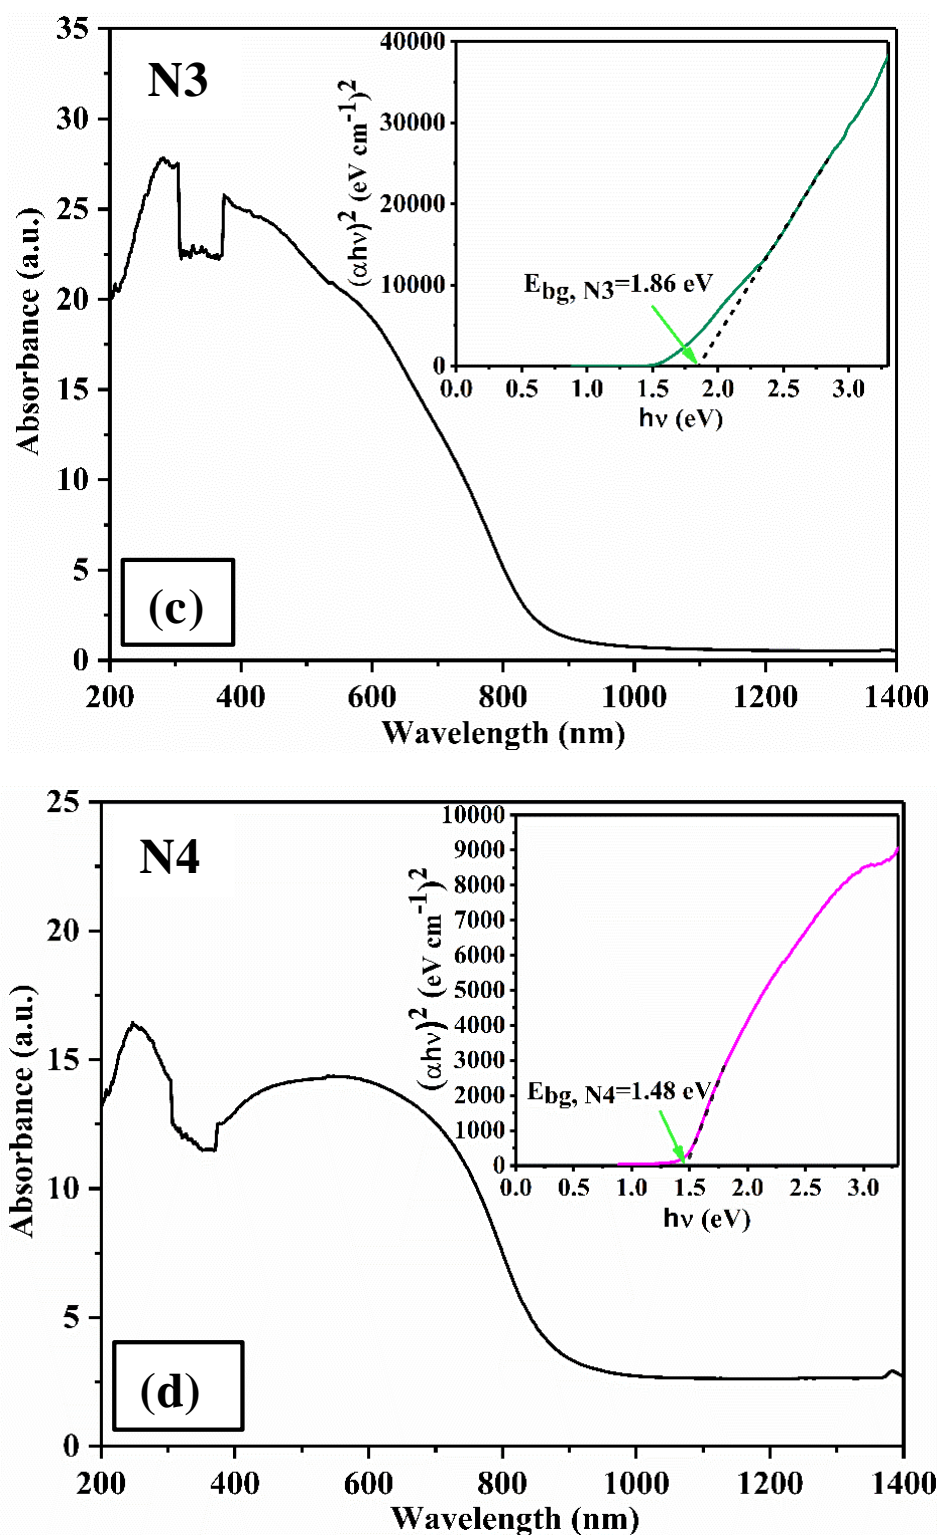 N3
35
30
25
20
15
10
5
0
Absorbance (a.u.)
200 400 600 800 1000 1200 1400
Wavelength (nm)
(c)
40000
30000
20000
10000
0
(αhν)² (eV cm⁻¹)²
E_bg, N3=1.86 eV
0.0 0.5 1.0 1.5 2.0 2.5 3.0
hν (eV)
N4
25
20
15
10
5
0
Absorbance (a.u.)
200 400 600 800 1000 1200 1400
Wavelength (nm)
(d)
10000
9000
8000
7000
6000
5000
4000
3000
2000
1000
0
(αhν)² (eV cm⁻¹)²
E_bg, N4=1.48 eV
0.0 0.5 1.0 1.5 2.0 2.5 3.0
hν (eV)